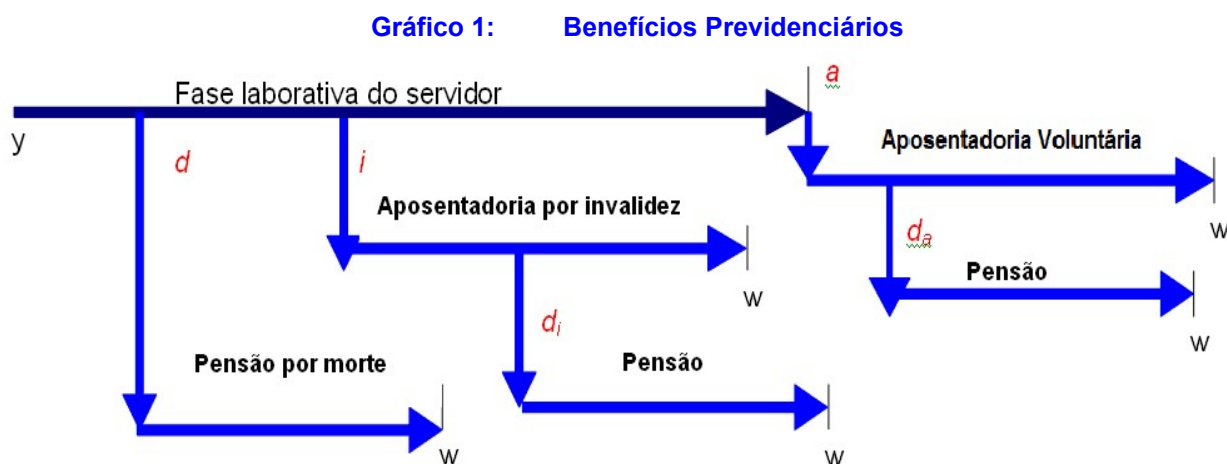 Gráfico 1: Benefícios Previdenciários
Fase laborativa do servidor
a
y
d
i
Aposentadoria Voluntária
Aposentadoria por invalidez
w
da
Pensão
w
w
di
Pensão por morte
Pensão
w
w